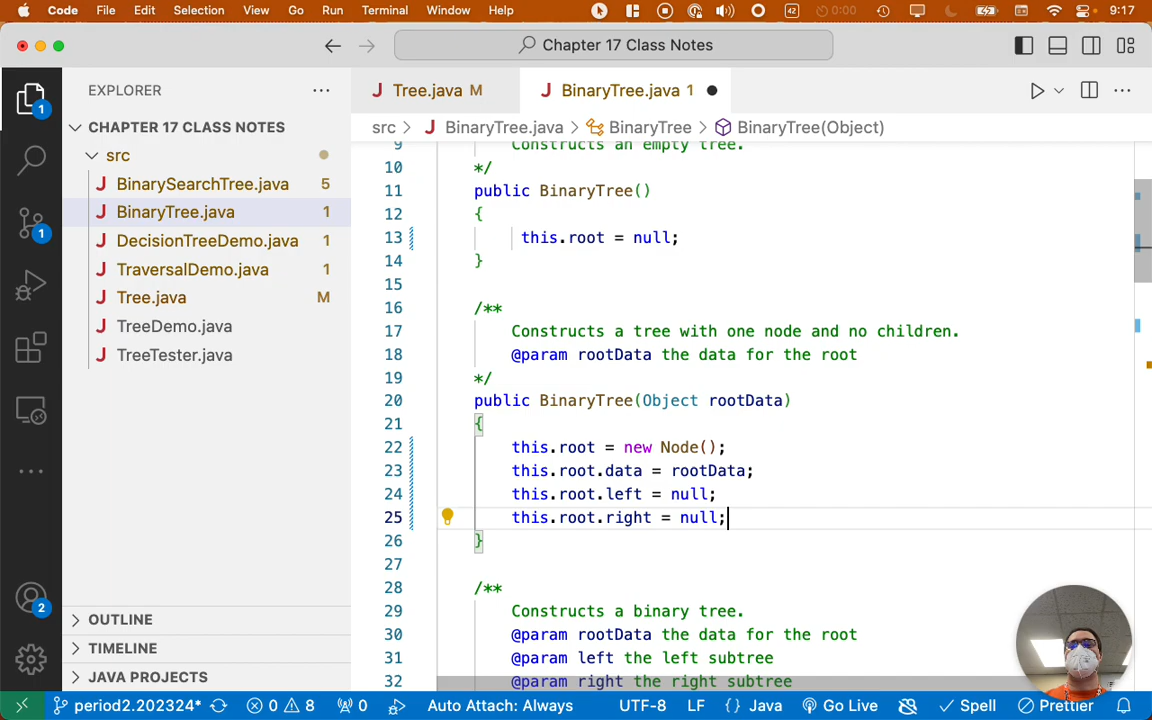 Code File Edit Selection View Go Run Terminal Window Help 42 0:00 9:17
Chapter 17 Class Notes
EXPLORER
Tree.java M
BinaryTree.java 1
CHAPTER 17 CLASS NOTES
src
BinarySearchTree.java 5
BinaryTree.java 1
DecisionTreeDemo.java 1
TraversalDemo.java 1
Tree.java M
TreeDemo.java
TreeTester.java
OUTLINE
TIMELINE
JAVA PROJECTS
1
1
2
src > BinaryTree.java > BinaryTree > BinaryTree(Object)
9 Constructs an empty tree.
10 */
11 public BinaryTree()
12 {
13 this.root = null;
14 }
15
16 /**
17 Constructs a tree with one node and no children.
18 @param rootData the data for the root
19 */
20 public BinaryTree(Object rootData)
21 {
22 this.root = new Node();
23 this.root.data = rootData;
24 this.root.left = null;
25 this.root.right = null;
26 }
27
28 /**
29 Constructs a binary tree.
30 @param rootData the data for the root
31 @param left the left subtree
32 @param right the right subtree
period2.202324* 0 8 0 Auto Attach: Always UTF-8 LF {} Java Go Live Spell Prettier